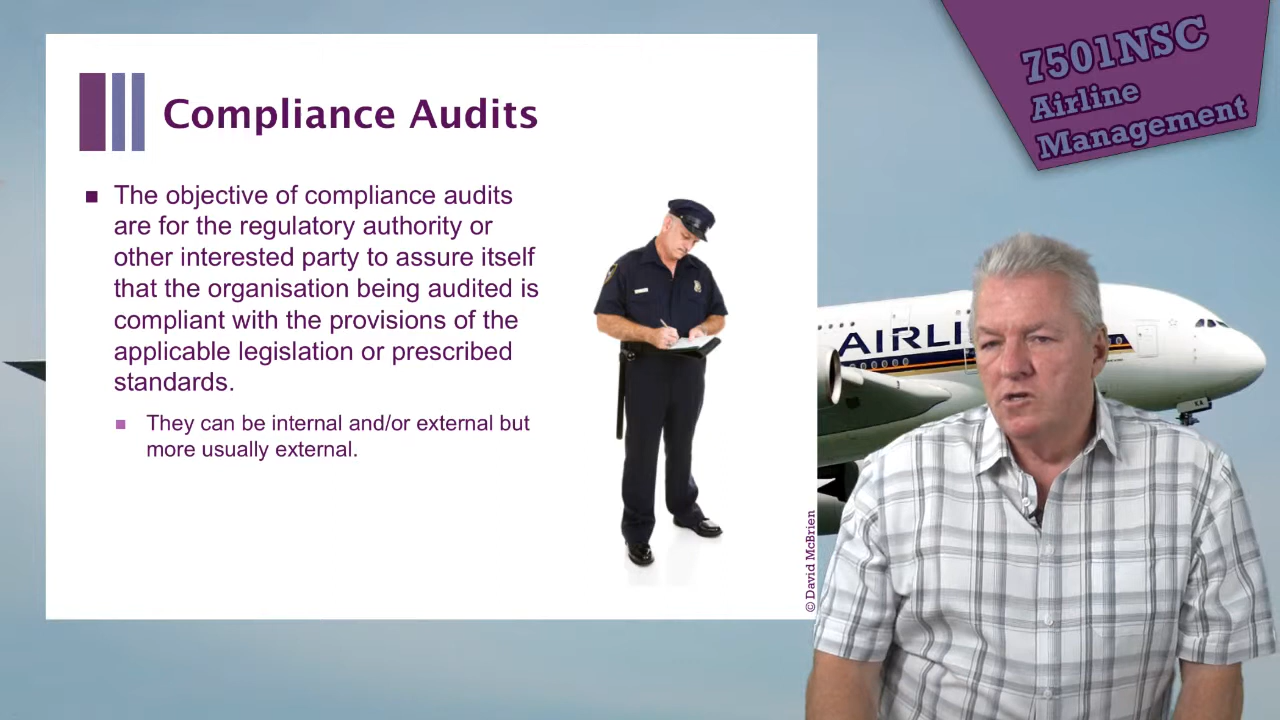 7501NSC
Airline
Management
Compliance Audits
The objective of compliance audits
are for the regulatory authority or
other interested party to assure itself
that the organisation being audited is
compliant with the provisions of the
applicable legislation or prescribed
standards.
They can be internal and/or external but
more usually external.
©David McBrien
AIRLI